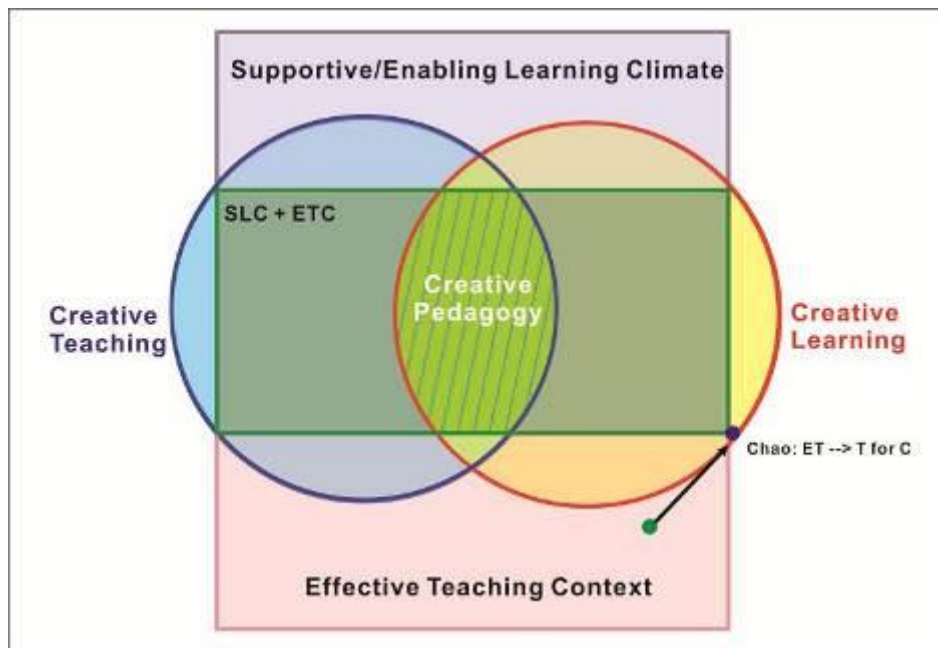 Supportive/Enabling Learning Climate
SLC + ETC
Creative
Teaching
Creative
Pedagogy
Creative
Learning
Chao: ET --> T for C
Effective Teaching Context